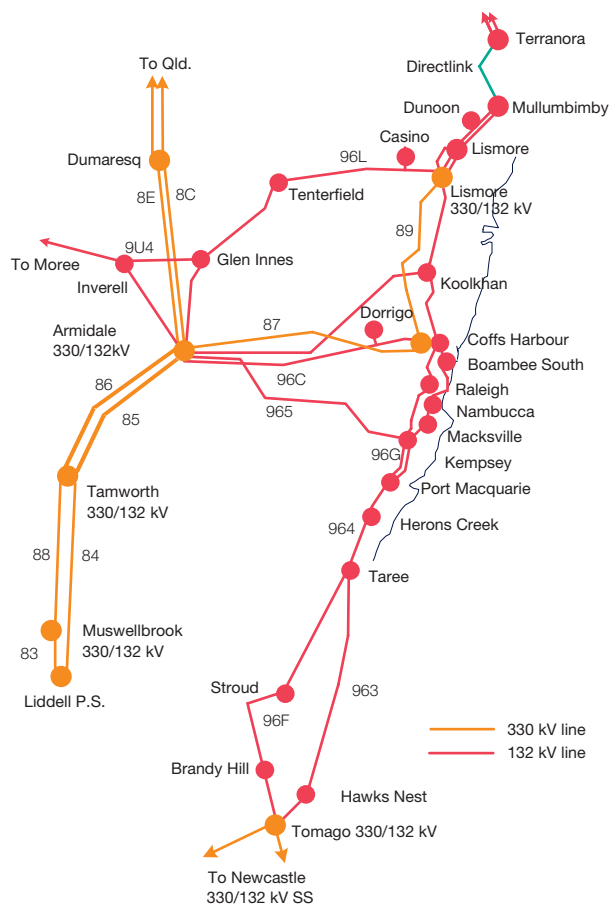 Terranora
Directlink
To Qld.
Dunoon
Mullumbimby
Casino
Lismore
96L
Dumaresq
8E
8C
Tenterfield
Lismore
330/132 kV
89
9U4
Glen Innes
To Moree
Inverell
Koolkhan
Dorrigo
87
Armidale
330/132kV
Coffs Harbour
Boambee South
96C
86
Raleigh
965
85
Nambucca
Macksville
96G
Kempsey
Tamworth
330/132 kV
Port Macquarie
964
Herons Creek
88
84
Taree
Muswellbrook
330/132 kV
83
Liddell P.S.
Stroud
963
96F
330 kV line
132 kV line
Brandy Hill
Hawks Nest
Tomago 330/132 kV
To Newcastle
330/132 kV SS